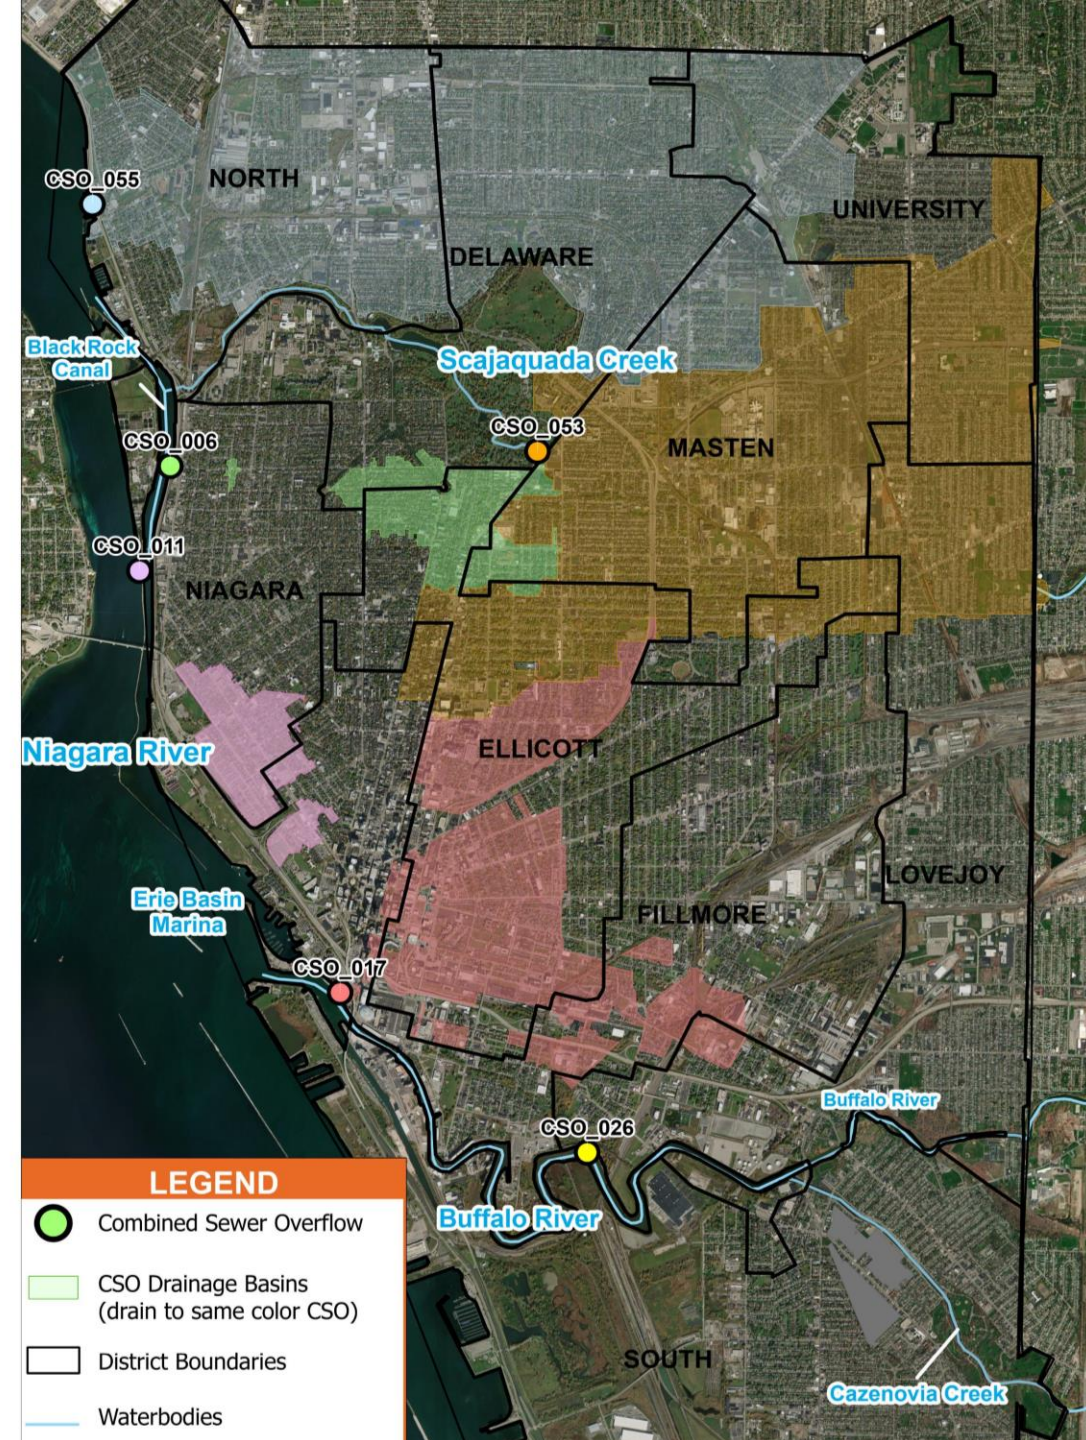 CSO_055
NORTH
UNIVERSITY
DELAWARE
Black Rock
Canal
Scajaquada Creek
CSO_053
CSO_006
MASTEN
CSO_011
NIAGARA
Niagara River
ELLICOTT
LOVEJOY
Erie Basin
Marina
FILLMORE
CSO_017
Buffalo River
CSO_026
Buffalo River
SOUTH
Cazenovia Creek
LEGEND
Combined Sewer Overflow
CSO Drainage Basins
(drain to same color CSO)
District Boundaries
Waterbodies